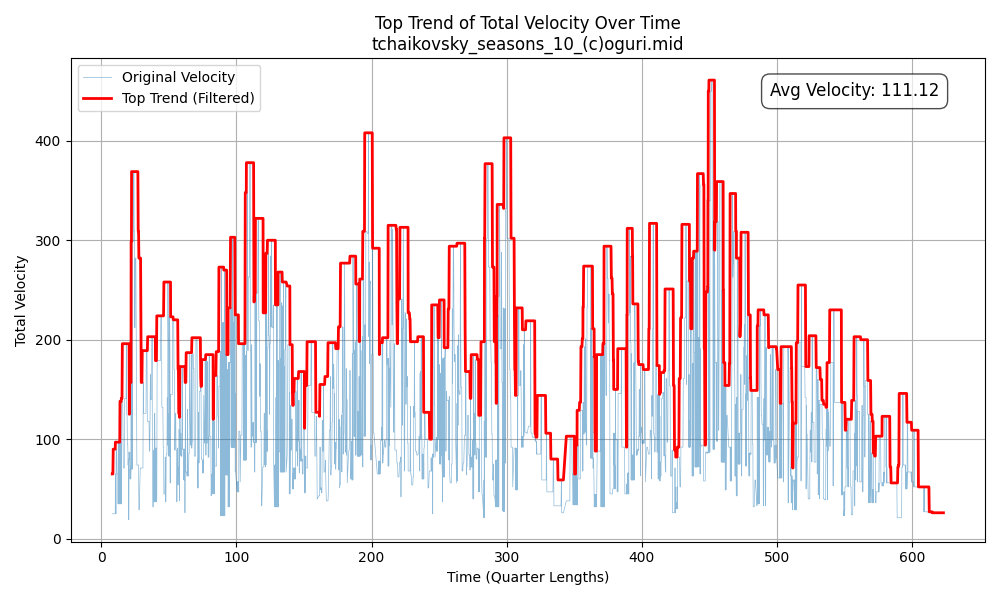 Top Trend of Total Velocity Over Time
tchaikovsky_seasons_10_(c)oguri.mid
Original Velocity
Top Trend (Filtered)
Avg Velocity: 111.12
Total Velocity
400
300
200
100
0
0 100 200 300 400 500 600
Time (Quarter Lengths)